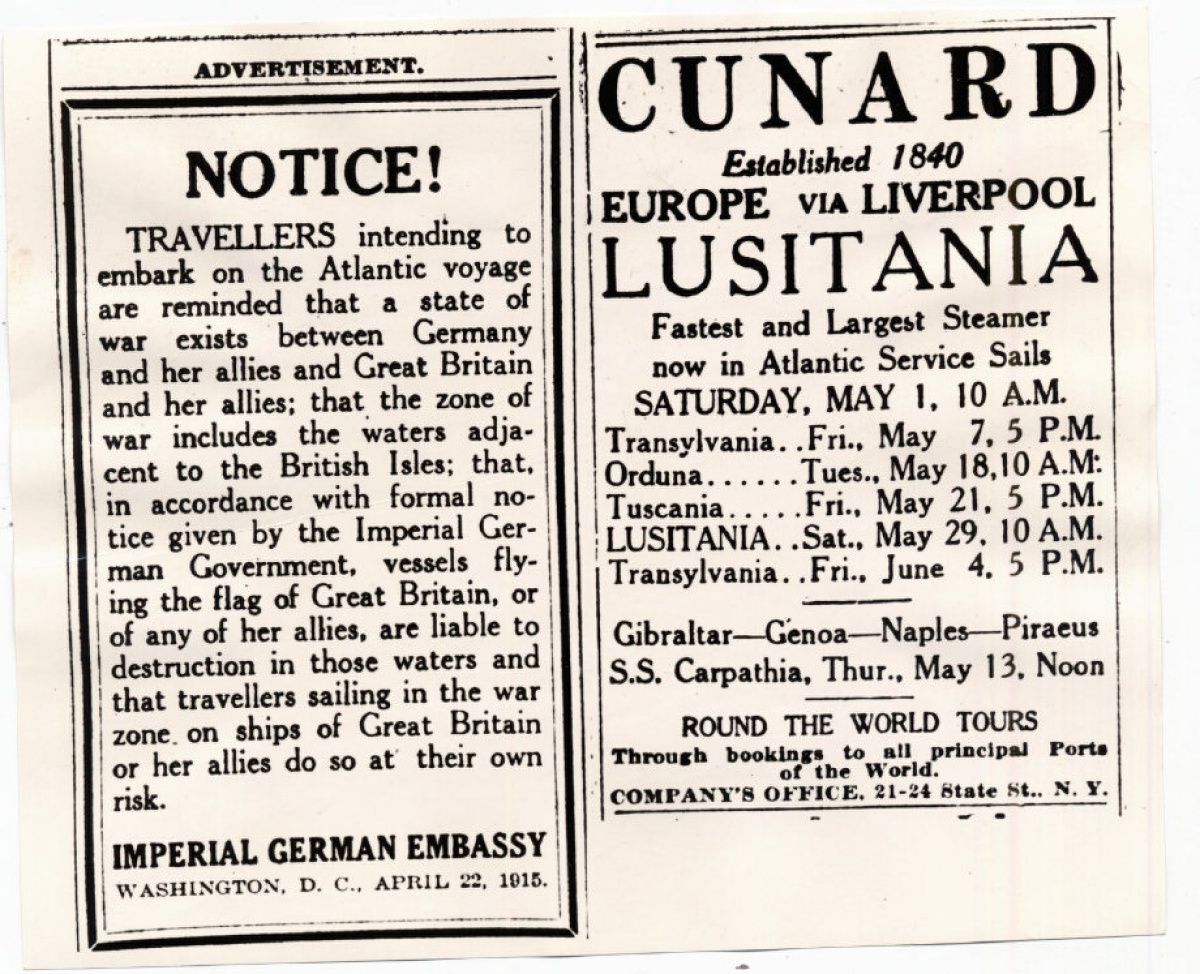 ADVERTISEMENT.
NOTICE!
TRAVELLERS intending to
embark on the Atlantic voyage
are reminded that a state of
war exists between Germany
and her allies and Great Britain
and her allies; that the zone of
war includes the waters adja-
cent to the British Isles; that,
in accordance with formal no-
tice given by the Imperial Ger-
man Government, vessels fly-
ing the flag of Great Britain, or
of any of her allies, are liable to
destruction in those waters and
that travellers sailing in the war
zone on ships of Great Britain
or her allies do so at their own
risk.
IMPERIAL GERMAN EMBASSY
WASHINGTON, D. C., APRIL 22, 1915.
CUNARD
Established 1840
EUROPE VIA LIVERPOOL
LUSITANIA
Fastest and Largest Steamer
now in Atlantic Service Sails
SATURDAY, MAY 1, 10 A.M.
Transylvania..Fri., May 7, 5 P.M.
Orduna......Tues., May 18, 10 A.M.
Tuscania.....Fri., May 21, 5 P.M.
LUSITANIA..Sat., May 29, 10 A.M.
Transylvania..Fri., June 4, 5 P.M.
Gibraltar—Genoa—Naples—Piraeus
S.S. Carpathia, Thur., May 13, Noon
ROUND THE WORLD TOURS
Through bookings to all principal Ports
of the World.
COMPANY'S OFFICE, 21-24 State St., N. Y.